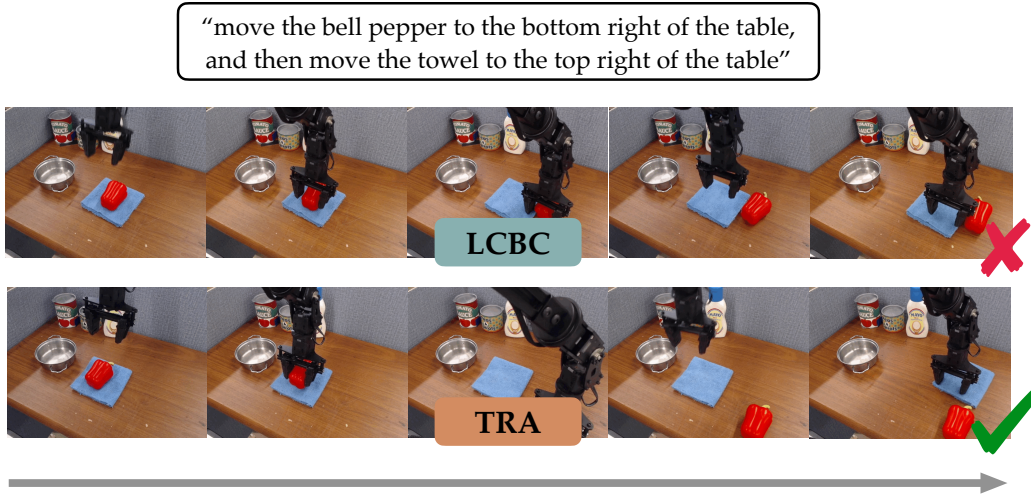 “move the bell pepper to the bottom right of the table,
and then move the towel to the top right of the table”
LCBC
TRA